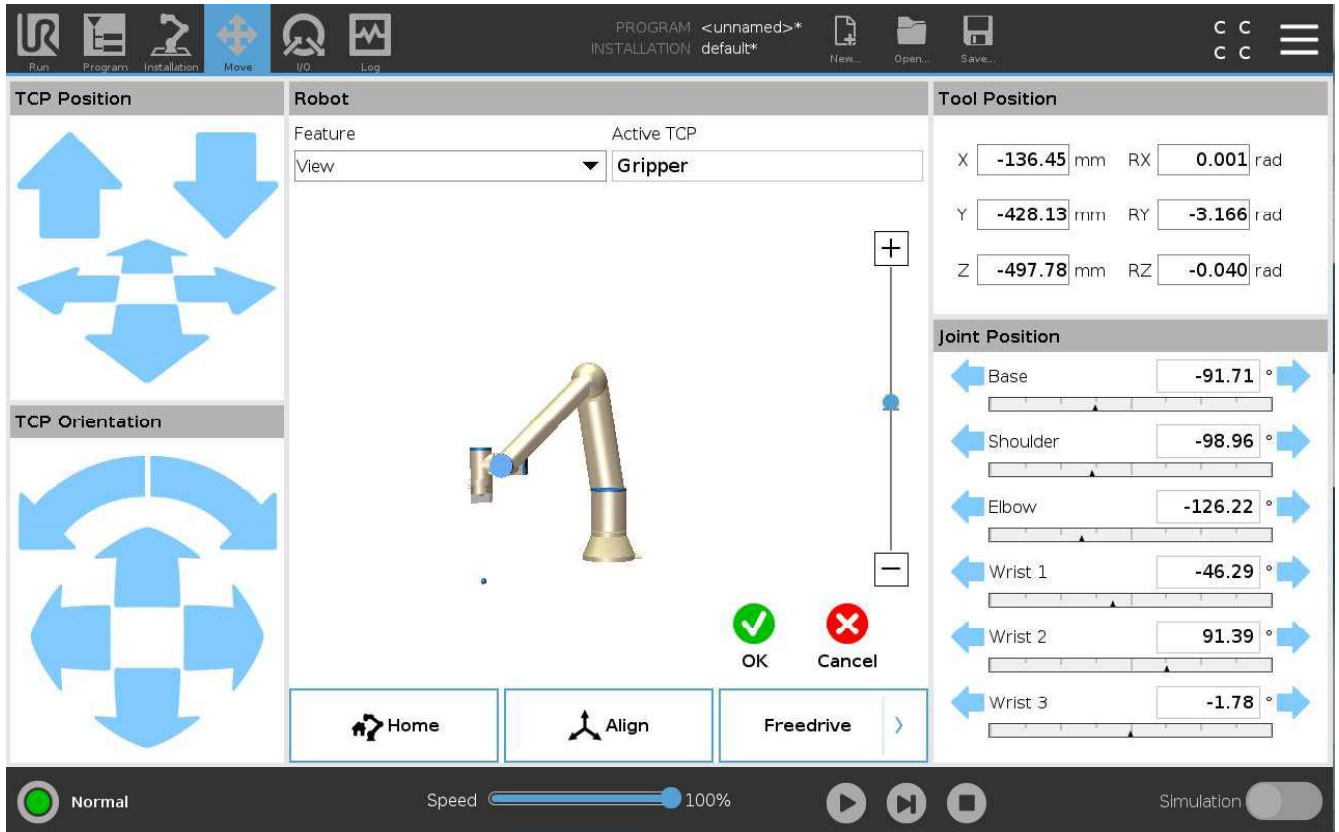 UR
Run
Program
Installation
Move
I/O
Log
PROGRAM <unnamed>*
INSTALLATION default*
New...
Open...
Save...
C C
C C
TCP Position
TCP Orientation
Robot
Feature
Active TCP
View
Gripper
+
−
OK
Cancel
Home
Align
Freedrive
Tool Position
X -136.45 mm RX 0.001 rad
Y -428.13 mm RY -3.166 rad
Z -497.78 mm RZ -0.040 rad
Joint Position
Base -91.71 °
Shoulder -98.96 °
Elbow -126.22 °
Wrist 1 -46.29 °
Wrist 2 91.39 °
Wrist 3 -1.78 °
Normal
Speed 100%
Simulation